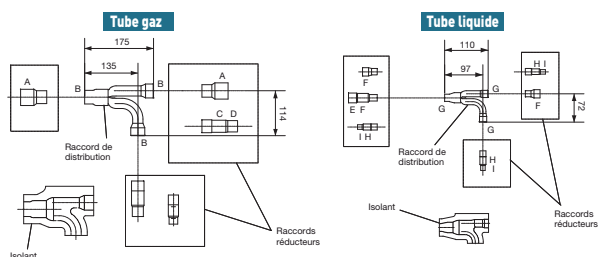 Tube gaz
175
135
A
B
B
B
A
C D
114
Raccord de
distribution
Isolant
Raccords
réducteurs
Tube liquide
110
97
F
E F
I H
G
G
G
H I
F
72
Raccord de
distribution
H
I
Isolant
Raccords
réducteurs